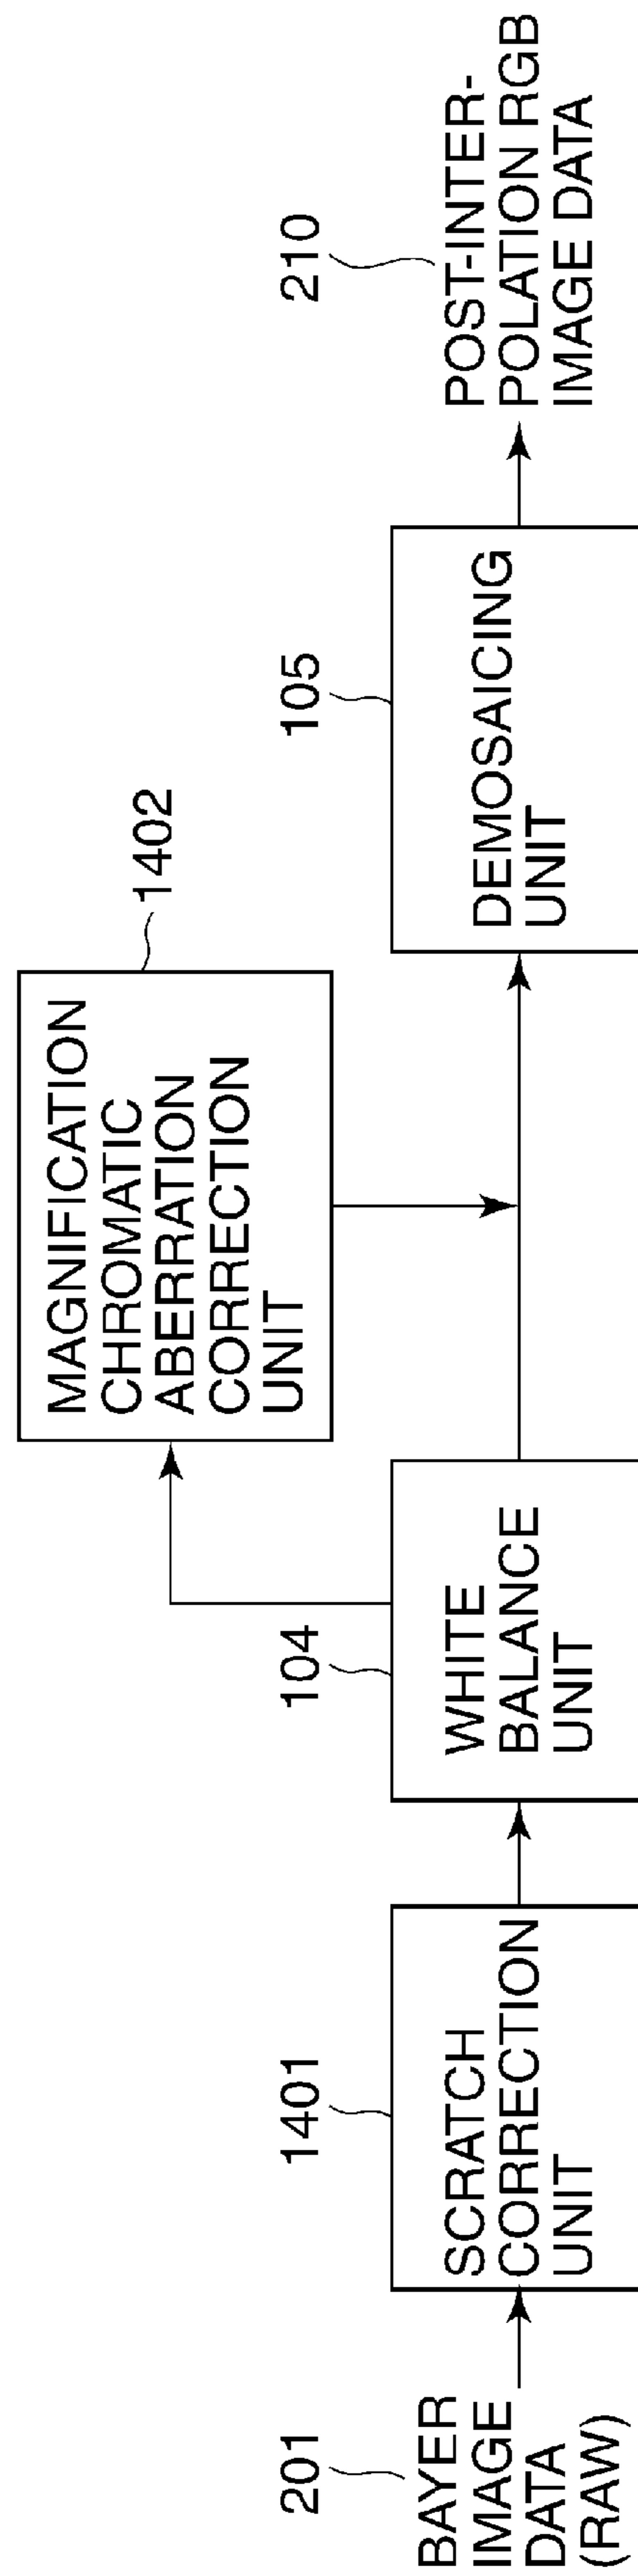 201
BAYER
IMAGE
DATA
(RAW)
1401
SCRATCH
CORRECTION
UNIT
104
WHITE
BALANCE
UNIT
MAGNIFICATION
CHROMATIC
ABERRATION
CORRECTION
UNIT
1402
105
DEMOSAICING
UNIT
210
POST-INTER-
POLATION RGB
IMAGE DATA